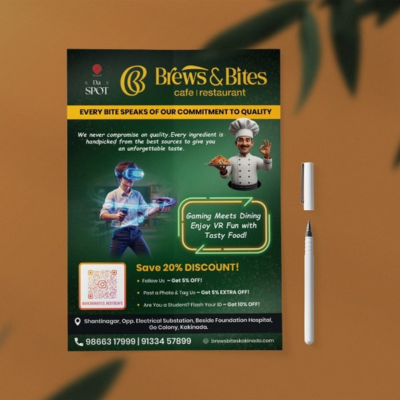 Da
SPOT
Brews & Bites
cafe | restaurant
EVERY BITE SPEAKS OF OUR COMMITMENT TO QUALITY
We never compromise on quality.Every ingredient is
handpicked from the best sources to give you
an unforgettable taste.
Gaming Meets Dining
Enjoy VR Fun with
Tasty Food!
Save 20% DISCOUNT!
Follow Us – Get 5% OFF!
Post a Photo & Tag Us – Get 5% EXTRA OFF!
Are You a Student? Flash Your ID – Get 10% OFF!
Shantinagar, Opp. Electrical Substation, Beside Foundation Hospital,
Go Colony, Kakinada.
98663 17999 | 91334 57899
brewsbiteskakinada.com